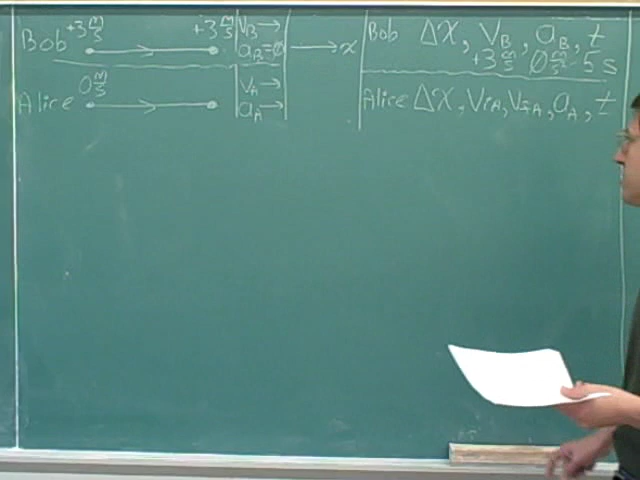 Bob +3 m/s +3 m/s V_B → a_B = 0 → x Bob Δx, V_B, a_B, t
+3 m/s 0 m/s² 5 s
Alice 0 m/s V_A → a_A → Alice Δx, V_iA, V_fA, a_A, t